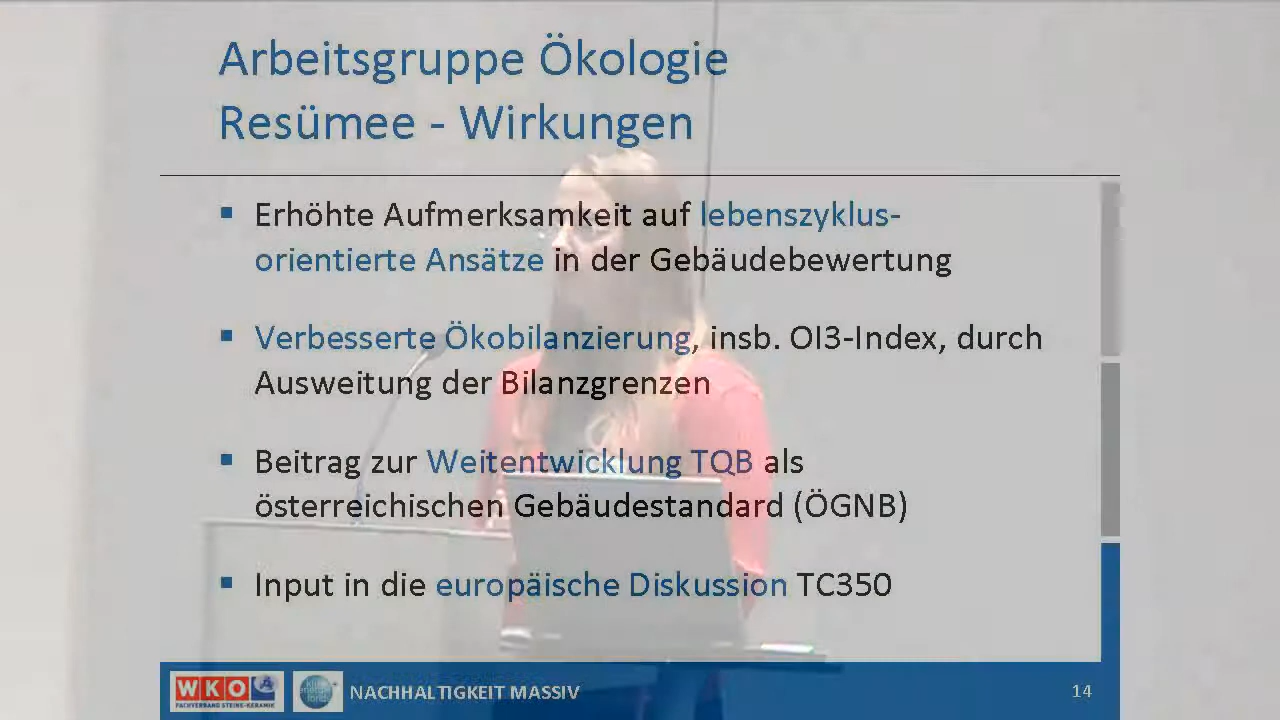 Arbeitsgruppe Ökologie
Resümee - Wirkungen
▪ Erhöhte Aufmerksamkeit auf lebenszyklus-
orientierte Ansätze in der Gebäudebewertung
▪ Verbesserte Ökobilanzierung, insb. OI3-Index, durch
Ausweitung der Bilanzgrenzen
▪ Beitrag zur Weitentwicklung TQB als
österreichischen Gebäudestandard (ÖGNB)
▪ Input in die europäische Diskussion TC350
WKO
FACHVERBAND STEINE-KERAMIK
NACHHALTIGKEIT MASSIV
14